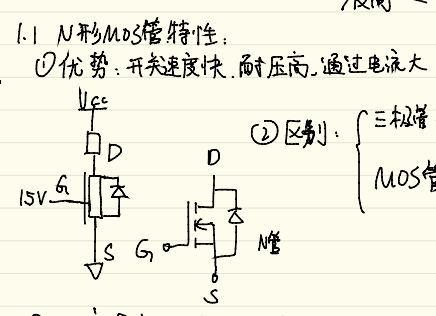 1.1 N形MOS管特性：
①优势：开关速度快，耐压高，通过电流大
Vcc
②区别：
三极管
MOS管
D
D
15V
G
G
S
N管
S